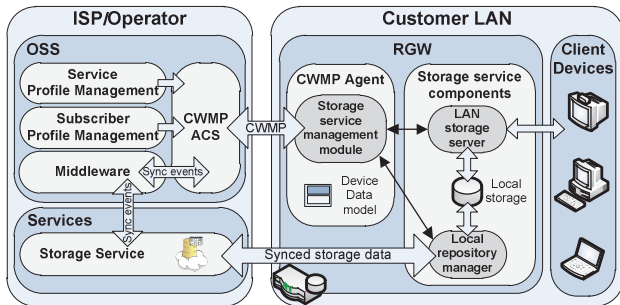 ISP/Operator
Customer LAN
OSS
RGW
Client
Devices
Service
Profile Management
Subscriber
Profile Management
Middleware
CWMP
ACS
Sync events
CWMP
CWMP Agent
Storage
service
management
module
Device
Data
model
Storage service
components
LAN
storage
server
Local
storage
Local
repository
manager
Sync events
Services
Storage Service
Synced storage data